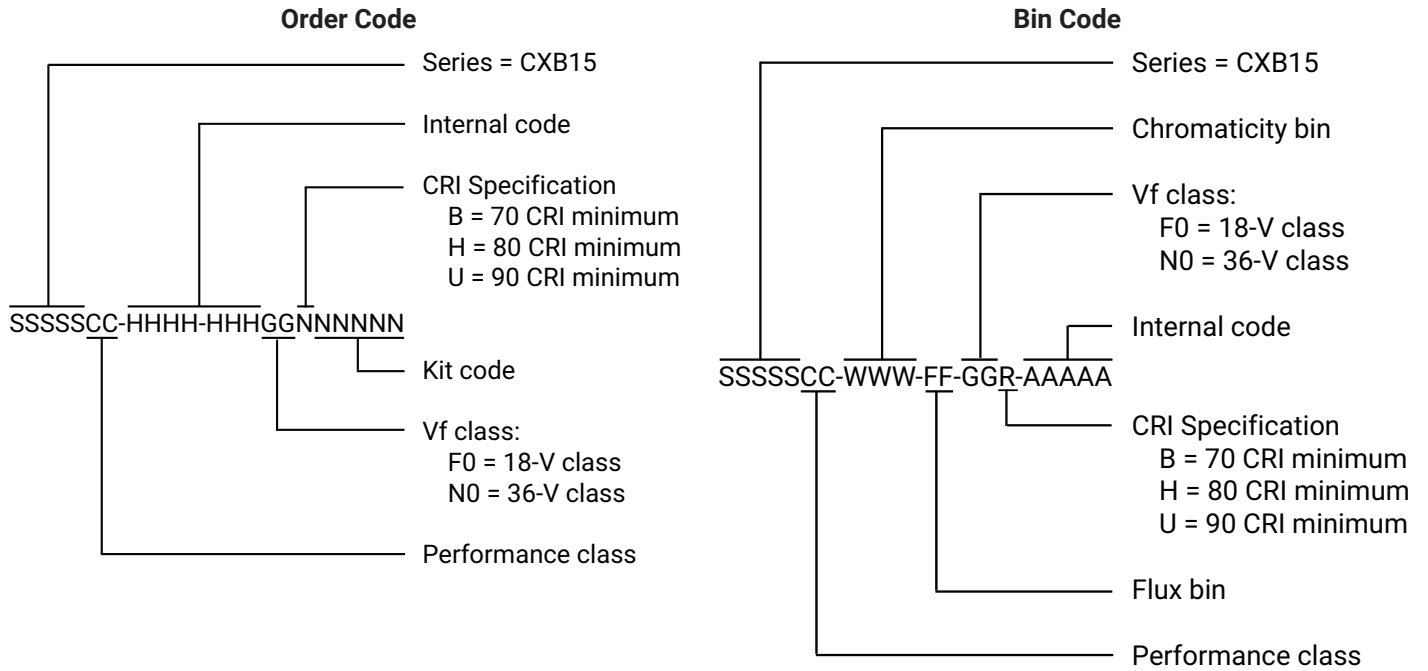 Order Code
Series = CXB15
Internal code
CRI Specification
B = 70 CRI minimum
H = 80 CRI minimum
U = 90 CRI minimum
SSSSSCC-HHHH-HHHGGNNNNNN
Kit code
Vf class:
F0 = 18-V class
N0 = 36-V class
Performance class
Bin Code
Series = CXB15
Chromaticity bin
Vf class:
F0 = 18-V class
N0 = 36-V class
Internal code
SSSSSCC-WWW-FF-GGR-AAAAA
CRI Specification
B = 70 CRI minimum
H = 80 CRI minimum
U = 90 CRI minimum
Flux bin
Performance class